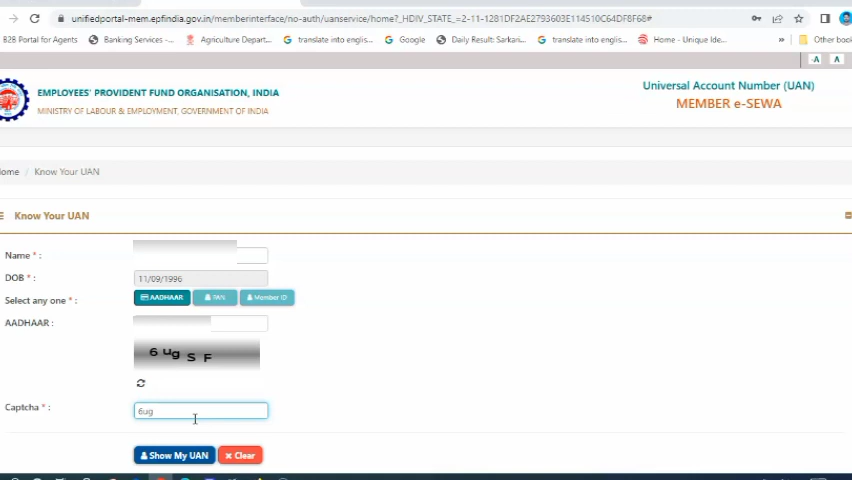 unifiedportal-mem.epfindia.gov.in/memberinterface/no-auth/uanservice/home?_HDIV_STATE_=2-11-1281DF2AE2793603E114510C64DF8F68#
B2B Portal for Agents Banking Services -... Agriculture Depart... translate into englis... Google Daily Result: Sarkari... translate into englis... Home - Unique Ide... » Other book
-A A
EMPLOYEES' PROVIDENT FUND ORGANISATION, INDIA
MINISTRY OF LABOUR & EMPLOYMENT, GOVERNMENT OF INDIA
Universal Account Number (UAN)
MEMBER e-SEWA
ome / Know Your UAN
Know Your UAN
Name * :
DOB * : 11/09/1996
Select any one * : AADHAAR PAN Member ID
AADHAAR :
6 ug S F
Captcha * : 6ug
Show My UAN Clear